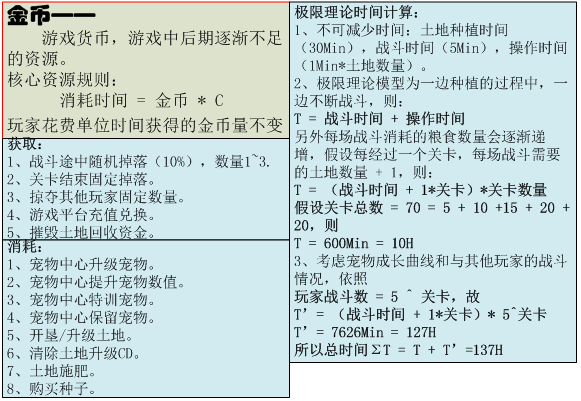 金币——
游戏货币，游戏中后期逐渐不足
的资源。
核心资源规则：
消耗时间 = 金币 * C
玩家花费单位时间获得的金币量不变
获取：
1、战斗途中随机掉落（10%），数量1~3.
2、关卡结束固定掉落。
3、掠夺其他玩家固定数量。
4、游戏平台充值兑换。
5、摧毁土地回收资金。
消耗：
1、宠物中心升级宠物。
2、宠物中心提升宠物数值。
3、宠物中心特训宠物。
4、宠物中心保留宠物。
5、开垦/升级土地。
6、清除土地升级CD。
7、土地施肥。
8、购买种子。
极限理论时间计算：
1、不可减少时间：土地种植时间
（30Min），战斗时间（5Min），操作时间
（1Min*土地数量）。
2、极限理论模型为一边种植的过程中，一
边不断战斗，则：
T = 战斗时间 + 操作时间
另外每场战斗消耗的粮食数量会逐渐递
增，假设每经过一个关卡，每场战斗需要
的土地数量 + 1，则：
T = （战斗时间 + 1*关卡）*关卡数量
假设关卡总数 = 70 = 5 + 10 +15 + 20 +
20，则
T = 600Min = 10H
3、考虑宠物成长曲线和与其他玩家的战斗
情况，依照
玩家战斗数 = 5 ^ 关卡，故
T’= （战斗时间 + 1*关卡）* 5^关卡
T’= 7626Min = 127H
所以总时间ΣT = T + T’=137H